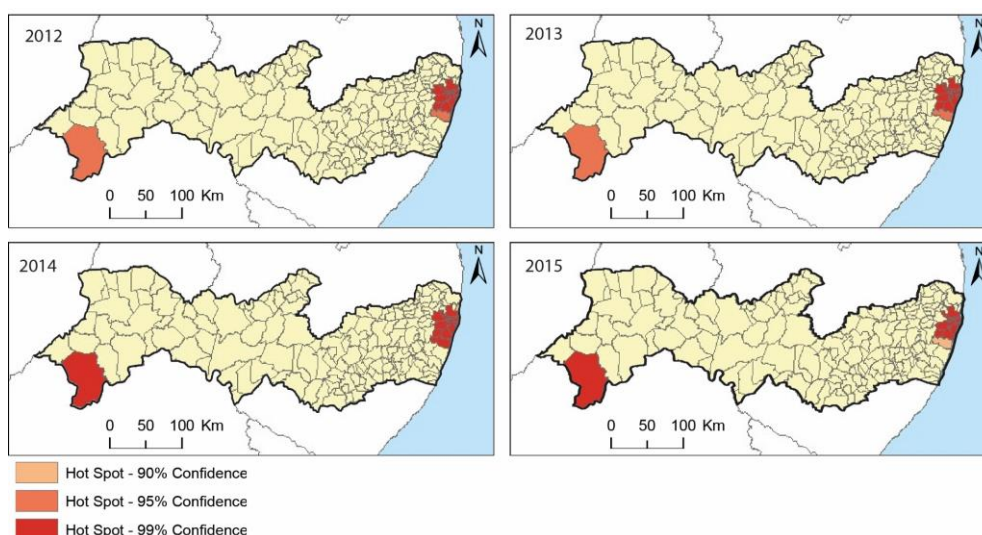 2012
N
0 50 100 Km
2013
N
0 50 100 Km
2014
N
0 50 100 Km
2015
N
0 50 100 Km
Hot Spot - 90% Confidence
Hot Spot - 95% Confidence
Hot Spot - 99% Confidence